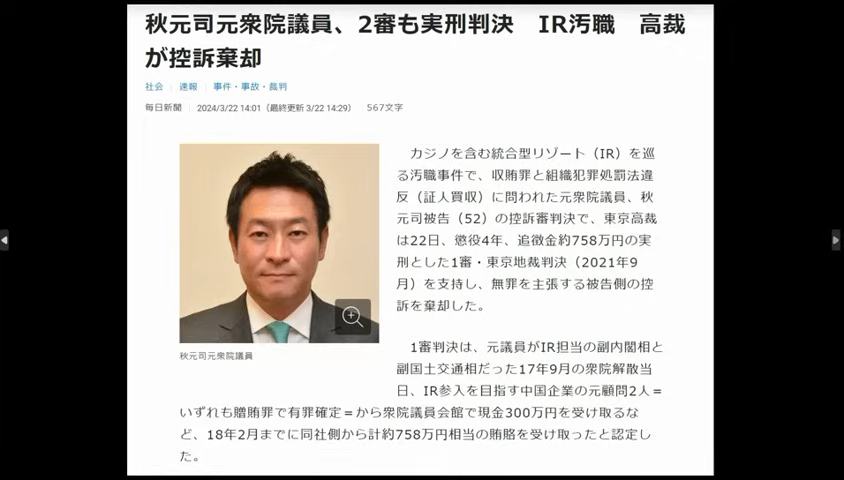 秋元司元衆院議員、2審も実刑判決　IR汚職　高裁
が控訴棄却
社会 | 速報 | 事件・事故・裁判
毎日新聞 | 2024/3/22 14:01（最終更新 3/22 14:29） 567文字
カジノを含む統合型リゾート（IR）を巡
る汚職事件で、収賄罪と組織犯罪処罰法違
反（証人買収）に問われた元衆院議員、秋
元司被告（52）の控訴審判決で、東京高裁
は22日、懲役4年、追徴金約758万円の実
刑とした1審・東京地裁判決（2021年9
月）を支持し、無罪を主張する被告側の控
訴を棄却した。
秋元司元衆院議員
1審判決は、元議員がIR担当の副内閣相と
副国土交通相だった17年9月の衆院解散当
日、IR参入を目指す中国企業の元顧問2人＝
いずれも贈賄罪で有罪確定＝から衆院議員会館で現金300万円を受け取るな
ど、18年2月までに同社側から計約758万円相当の賄賂を受け取ったと認定し
た。